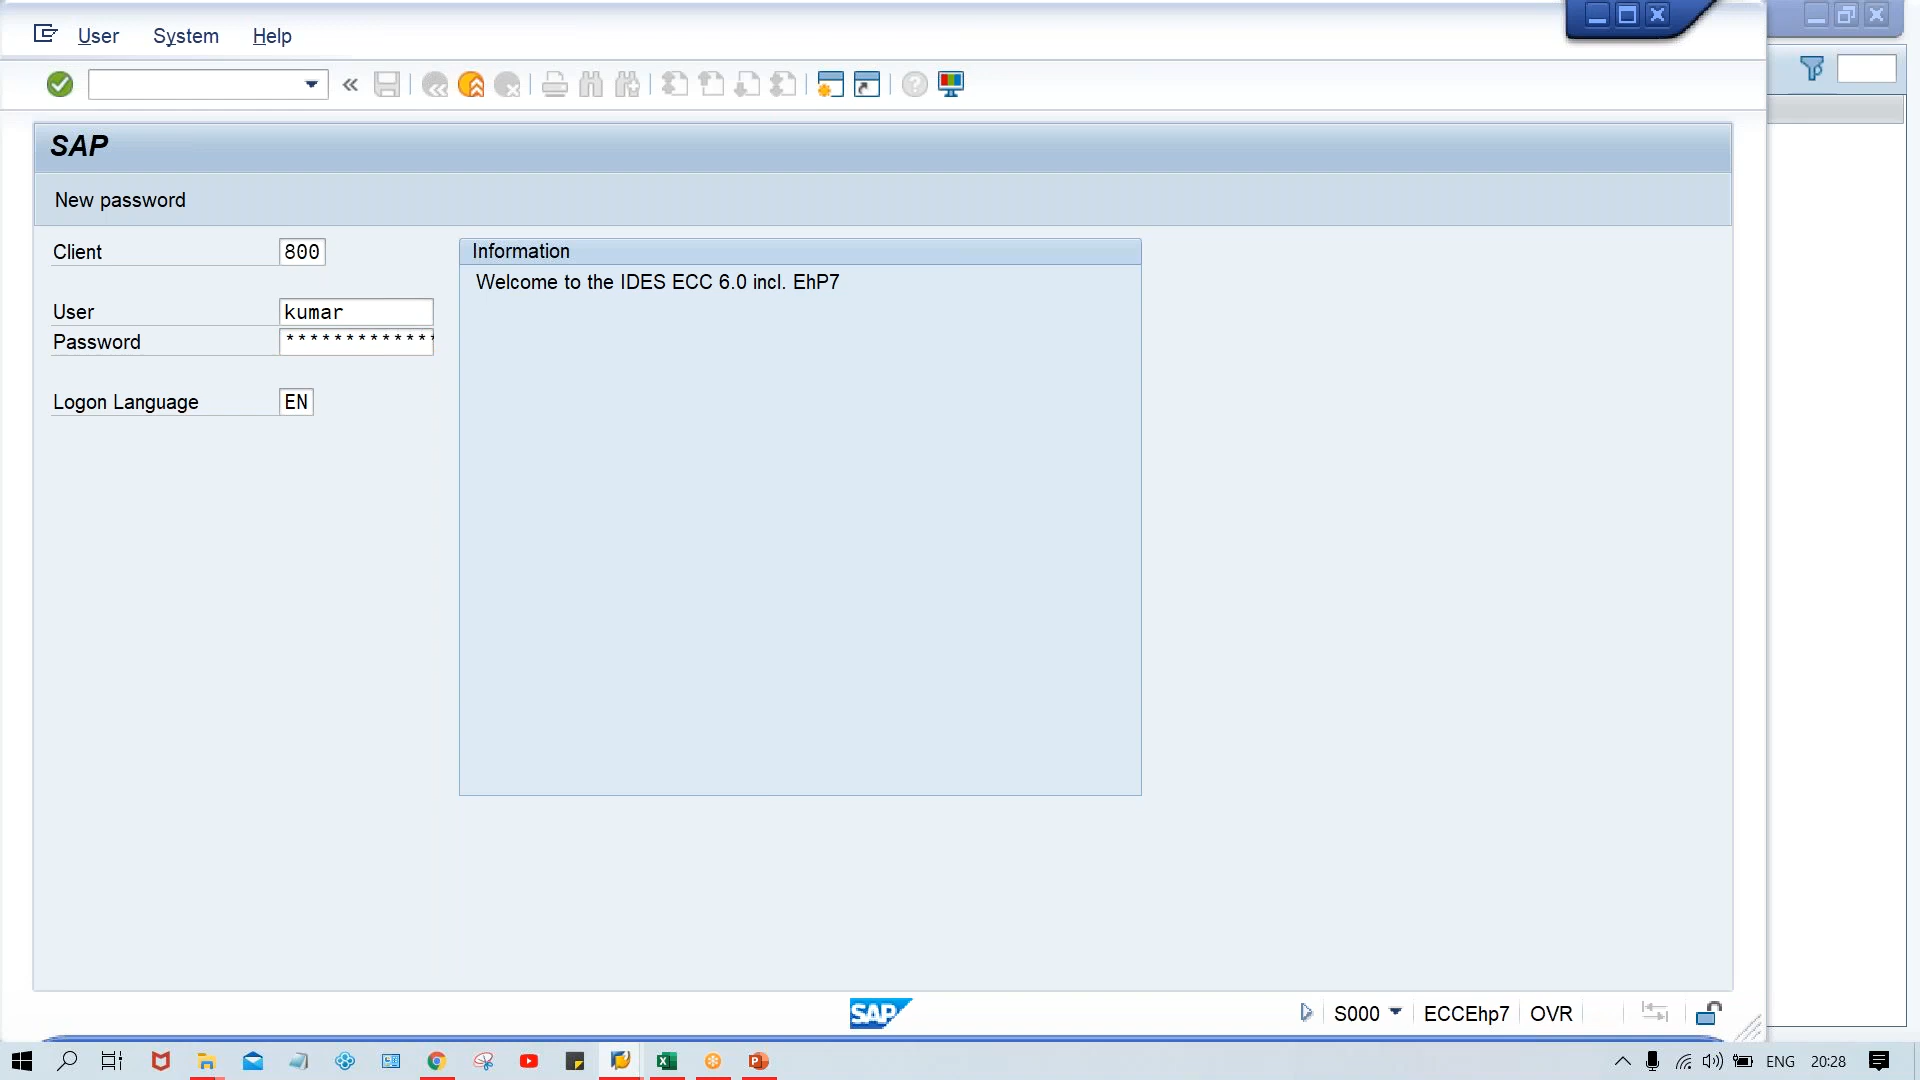 User System Help
SAP
New password
Client 800
Information
Welcome to the IDES ECC 6.0 incl. EhP7
User kumar
Password *************
Logon Language EN
SAP
S000 ECCEhp7 OVR
ENG 20:28